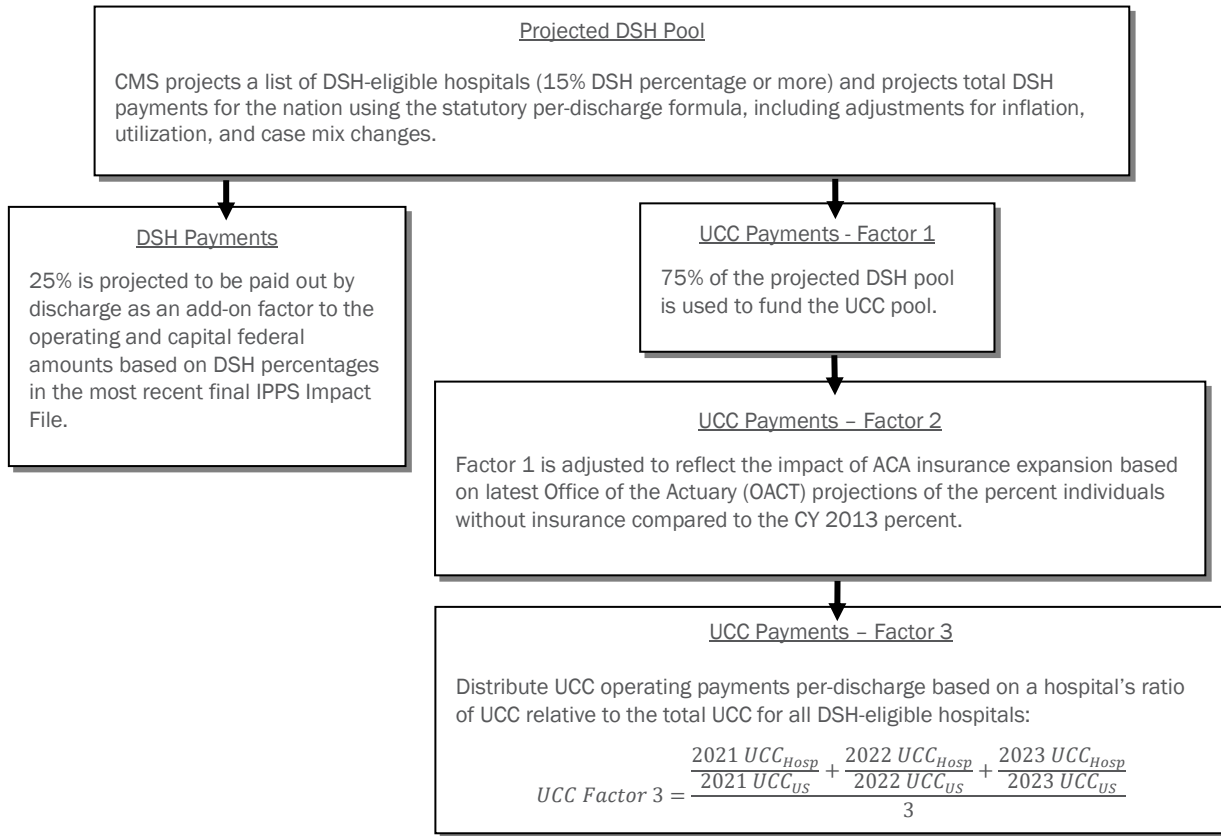 Projected DSH Pool
CMS projects a list of DSH-eligible hospitals (15% DSH percentage or more) and projects total DSH
payments for the nation using the statutory per-discharge formula, including adjustments for inflation,
utilization, and case mix changes.
DSH Payments
25% is projected to be paid out by
discharge as an add-on factor to the
operating and capital federal
amounts based on DSH percentages
in the most recent final IPPS Impact
File.
UCC Payments - Factor 1
75% of the projected DSH pool
is used to fund the UCC pool.
UCC Payments – Factor 2
Factor 1 is adjusted to reflect the impact of ACA insurance expansion based
on latest Office of the Actuary (OACT) projections of the percent individuals
without insurance compared to the CY 2013 percent.
UCC Payments – Factor 3
Distribute UCC operating payments per-discharge based on a hospital’s ratio
of UCC relative to the total UCC for all DSH-eligible hospitals:
2021 UCC_Hosp + 2022 UCC_Hosp + 2023 UCC_Hosp
2021 UCC_US 2022 UCC_US 2023 UCC_US
UCC Factor 3 =
3